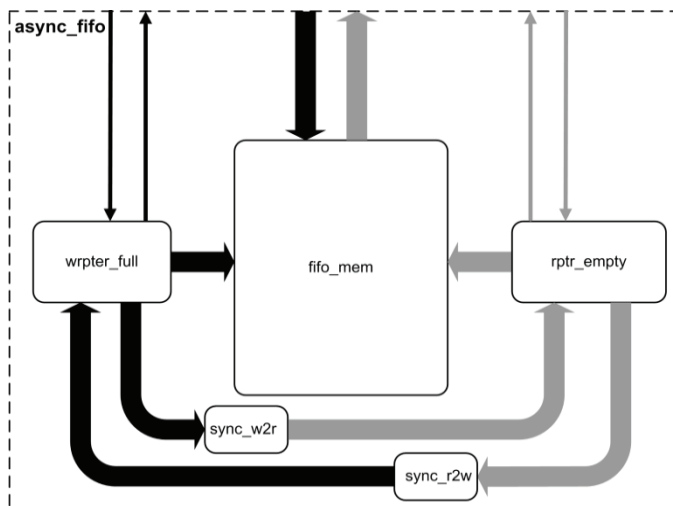 async_fifo
wrpter_full
fifo_mem
rptr_empty
sync_w2r
sync_r2w